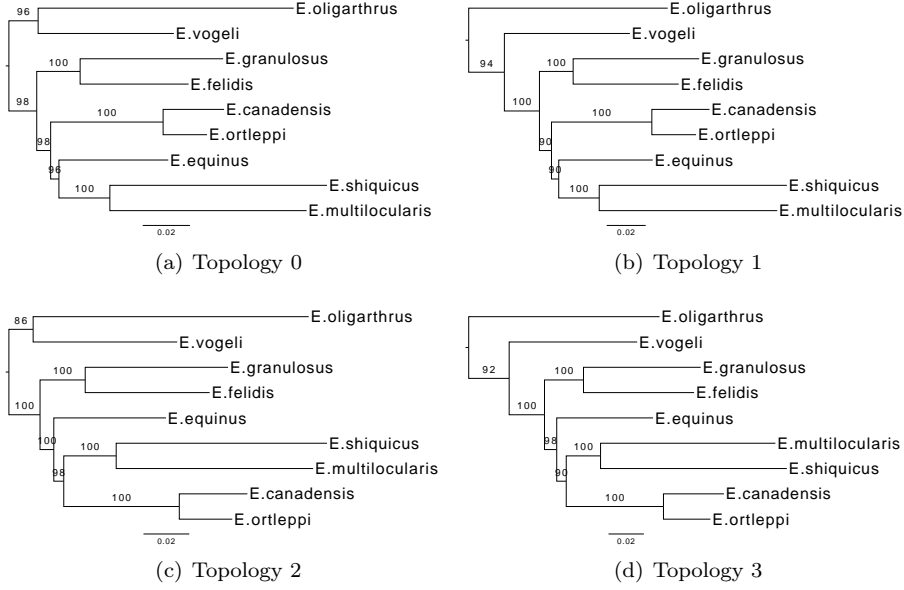 96
E.oligarthrus
E.vogeli
98
100
E.granulosus
E.felidis
98
100
E.canadensis
E.ortleppi
96
E.equinus
100
E.shiquicus
E.multilocularis
0.02
(a) Topology 0
E.oligarthrus
94
E.vogeli
100
100
E.granulosus
E.felidis
90
100
E.canadensis
E.ortleppi
90
E.equinus
100
E.shiquicus
E.multilocularis
0.02
(b) Topology 1
86
E.oligarthrus
E.vogeli
100
100
E.granulosus
E.felidis
100
E.equinus
98
100
E.shiquicus
E.multilocularis
100
E.canadensis
E.ortleppi
0.02
(c) Topology 2
E.oligarthrus
92
E.vogeli
100
100
E.granulosus
E.felidis
98
E.equinus
90
100
E.multilocularis
E.shiquicus
100
E.canadensis
E.ortleppi
0.02
(d) Topology 3